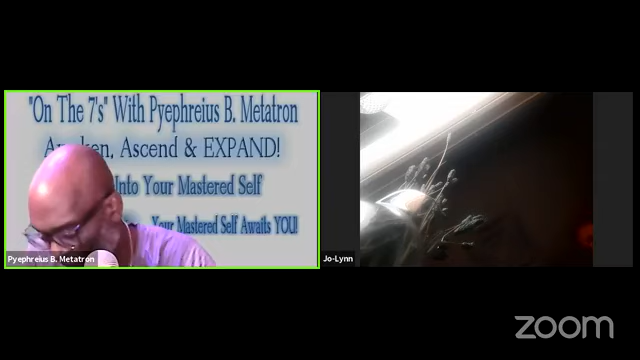 "On The 7's" With Pyephreius B. Metatron
Ascend & EXPAND!
Into Your Mastered Self
Your Mastered Self Awaits YOU!
Pyephreius B. Metatron
Jo-Lynn
zoom